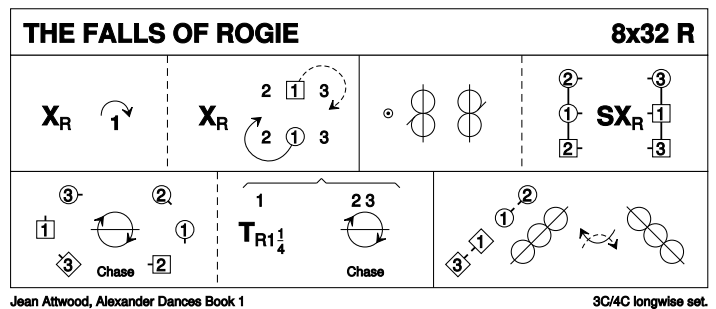 THE FALLS OF ROGIE 8x32 R
XR 1
XR 2 1 3
2 1 3
2 3
1 SXR 1
2 3
3 2
1 1
3 2
Chase
1 2 3
TR1 1/4
Chase
2
1
1
3
Jean Attwood, Alexander Dances Book 1 3C/4C longwise set.